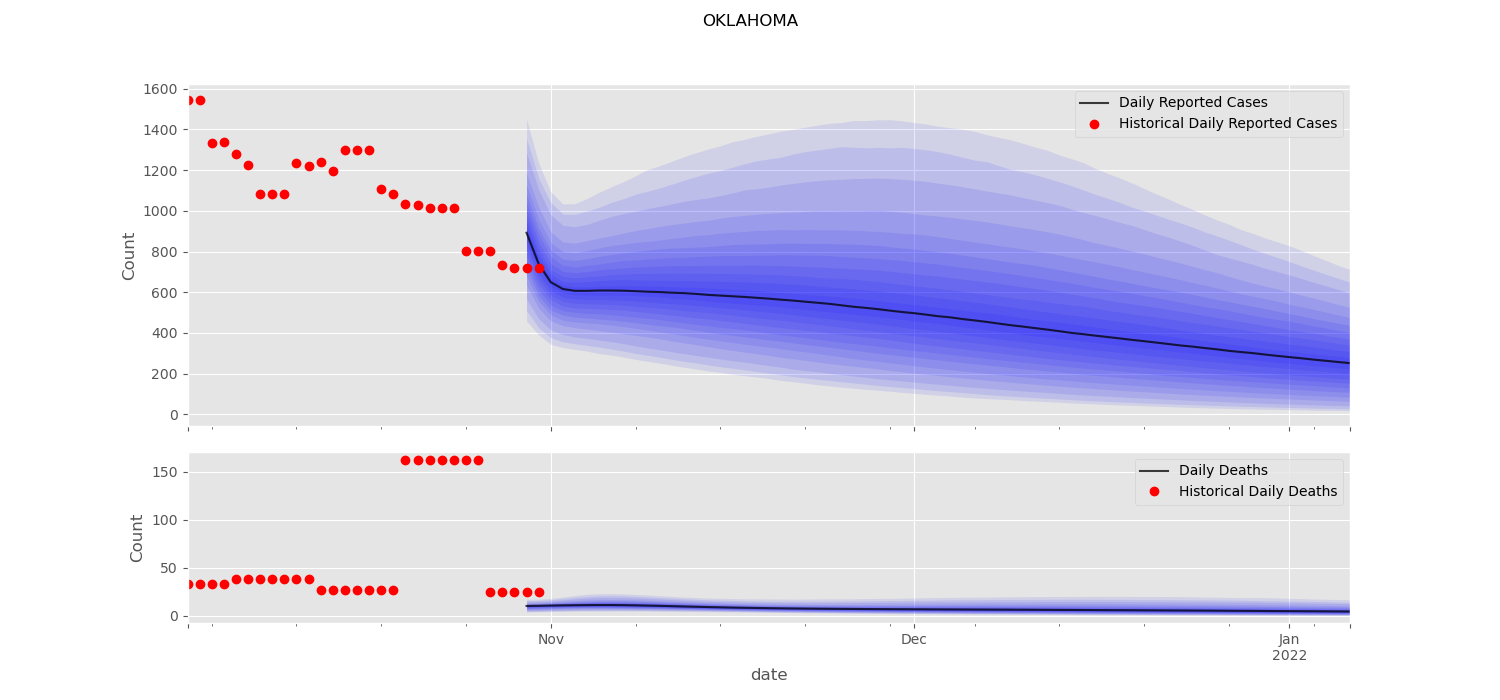 OKLAHOMA
1600
1400
1200
1000
800
600
400
200
0
Count
Daily Reported Cases
Historical Daily Reported Cases
150
100
50
0
Count
Daily Deaths
Historical Daily Deaths
Nov
Dec
Jan
2022
date